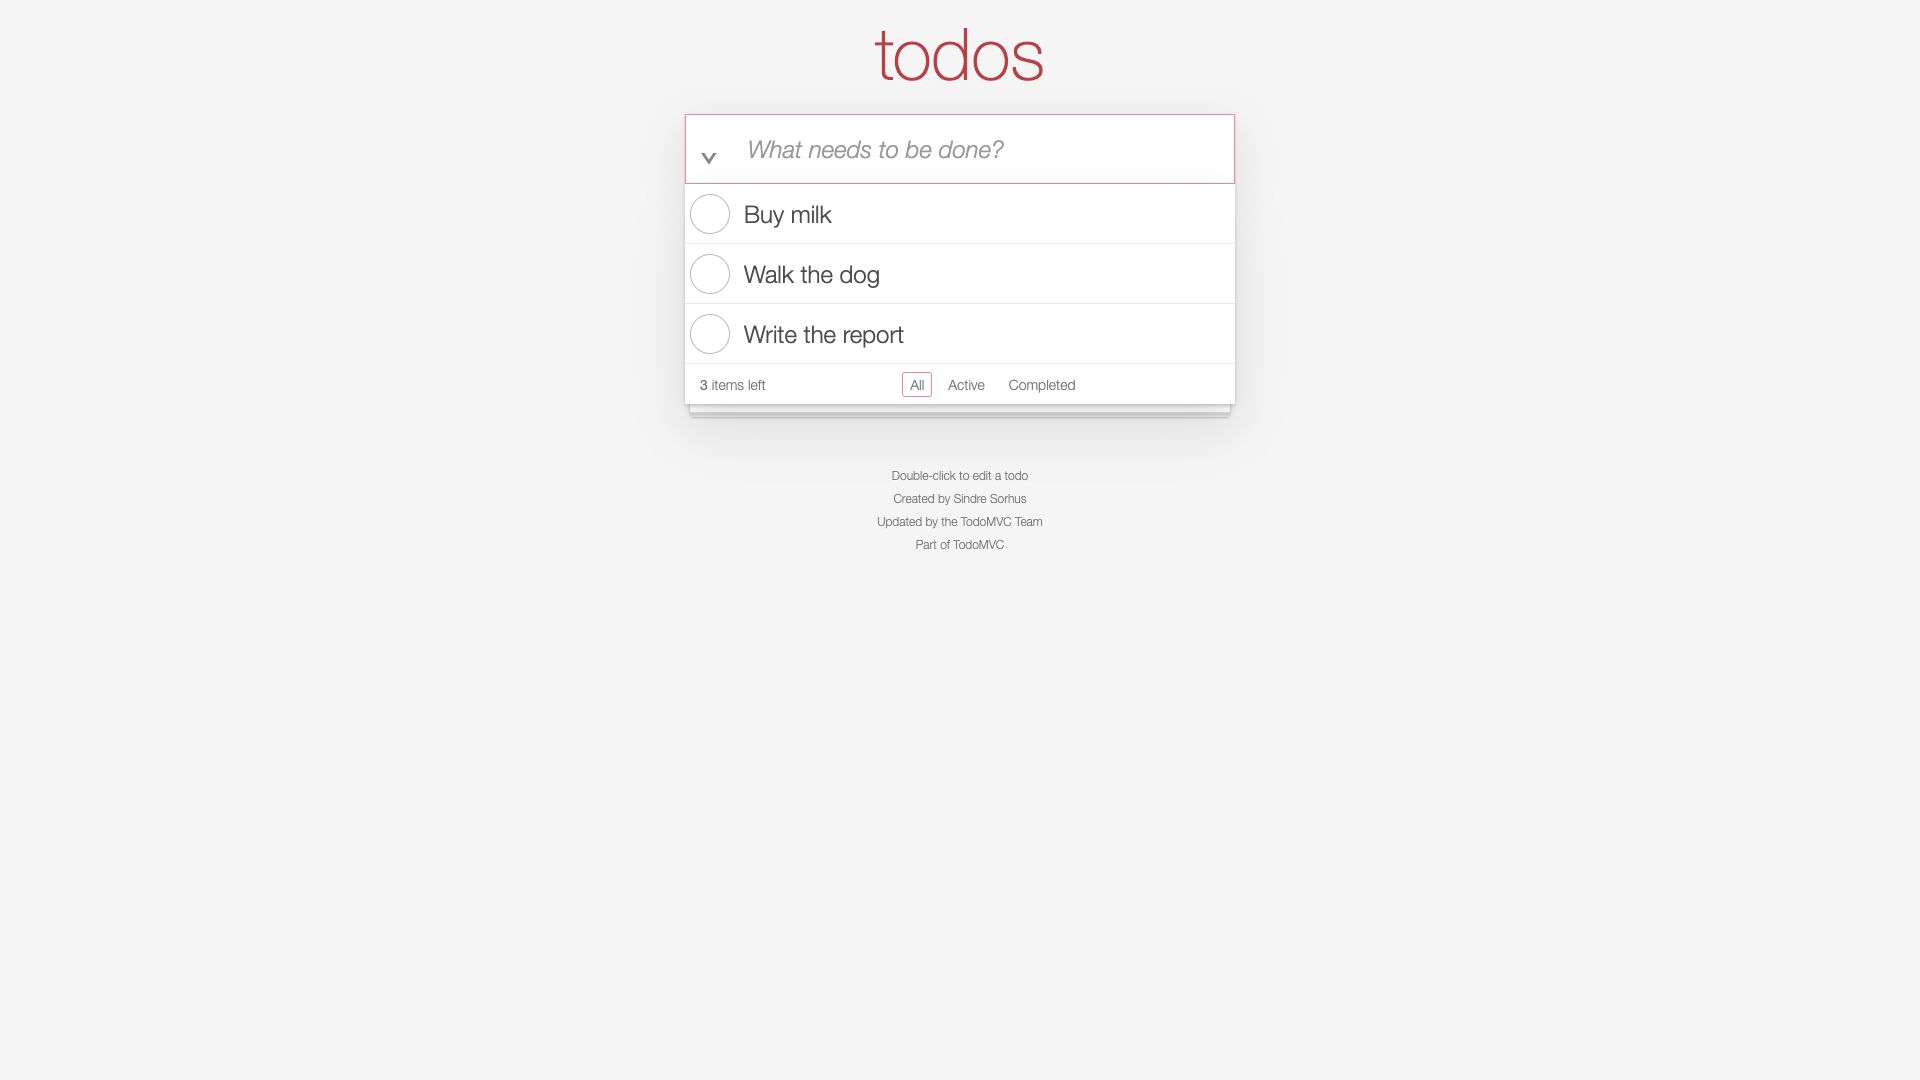 todos
What needs to be done?
Buy milk
Walk the dog
Write the report
3 items left All Active Completed
Double-click to edit a todo
Created by Sindre Sorhus
Updated by the TodoMVC Team
Part of TodoMVC